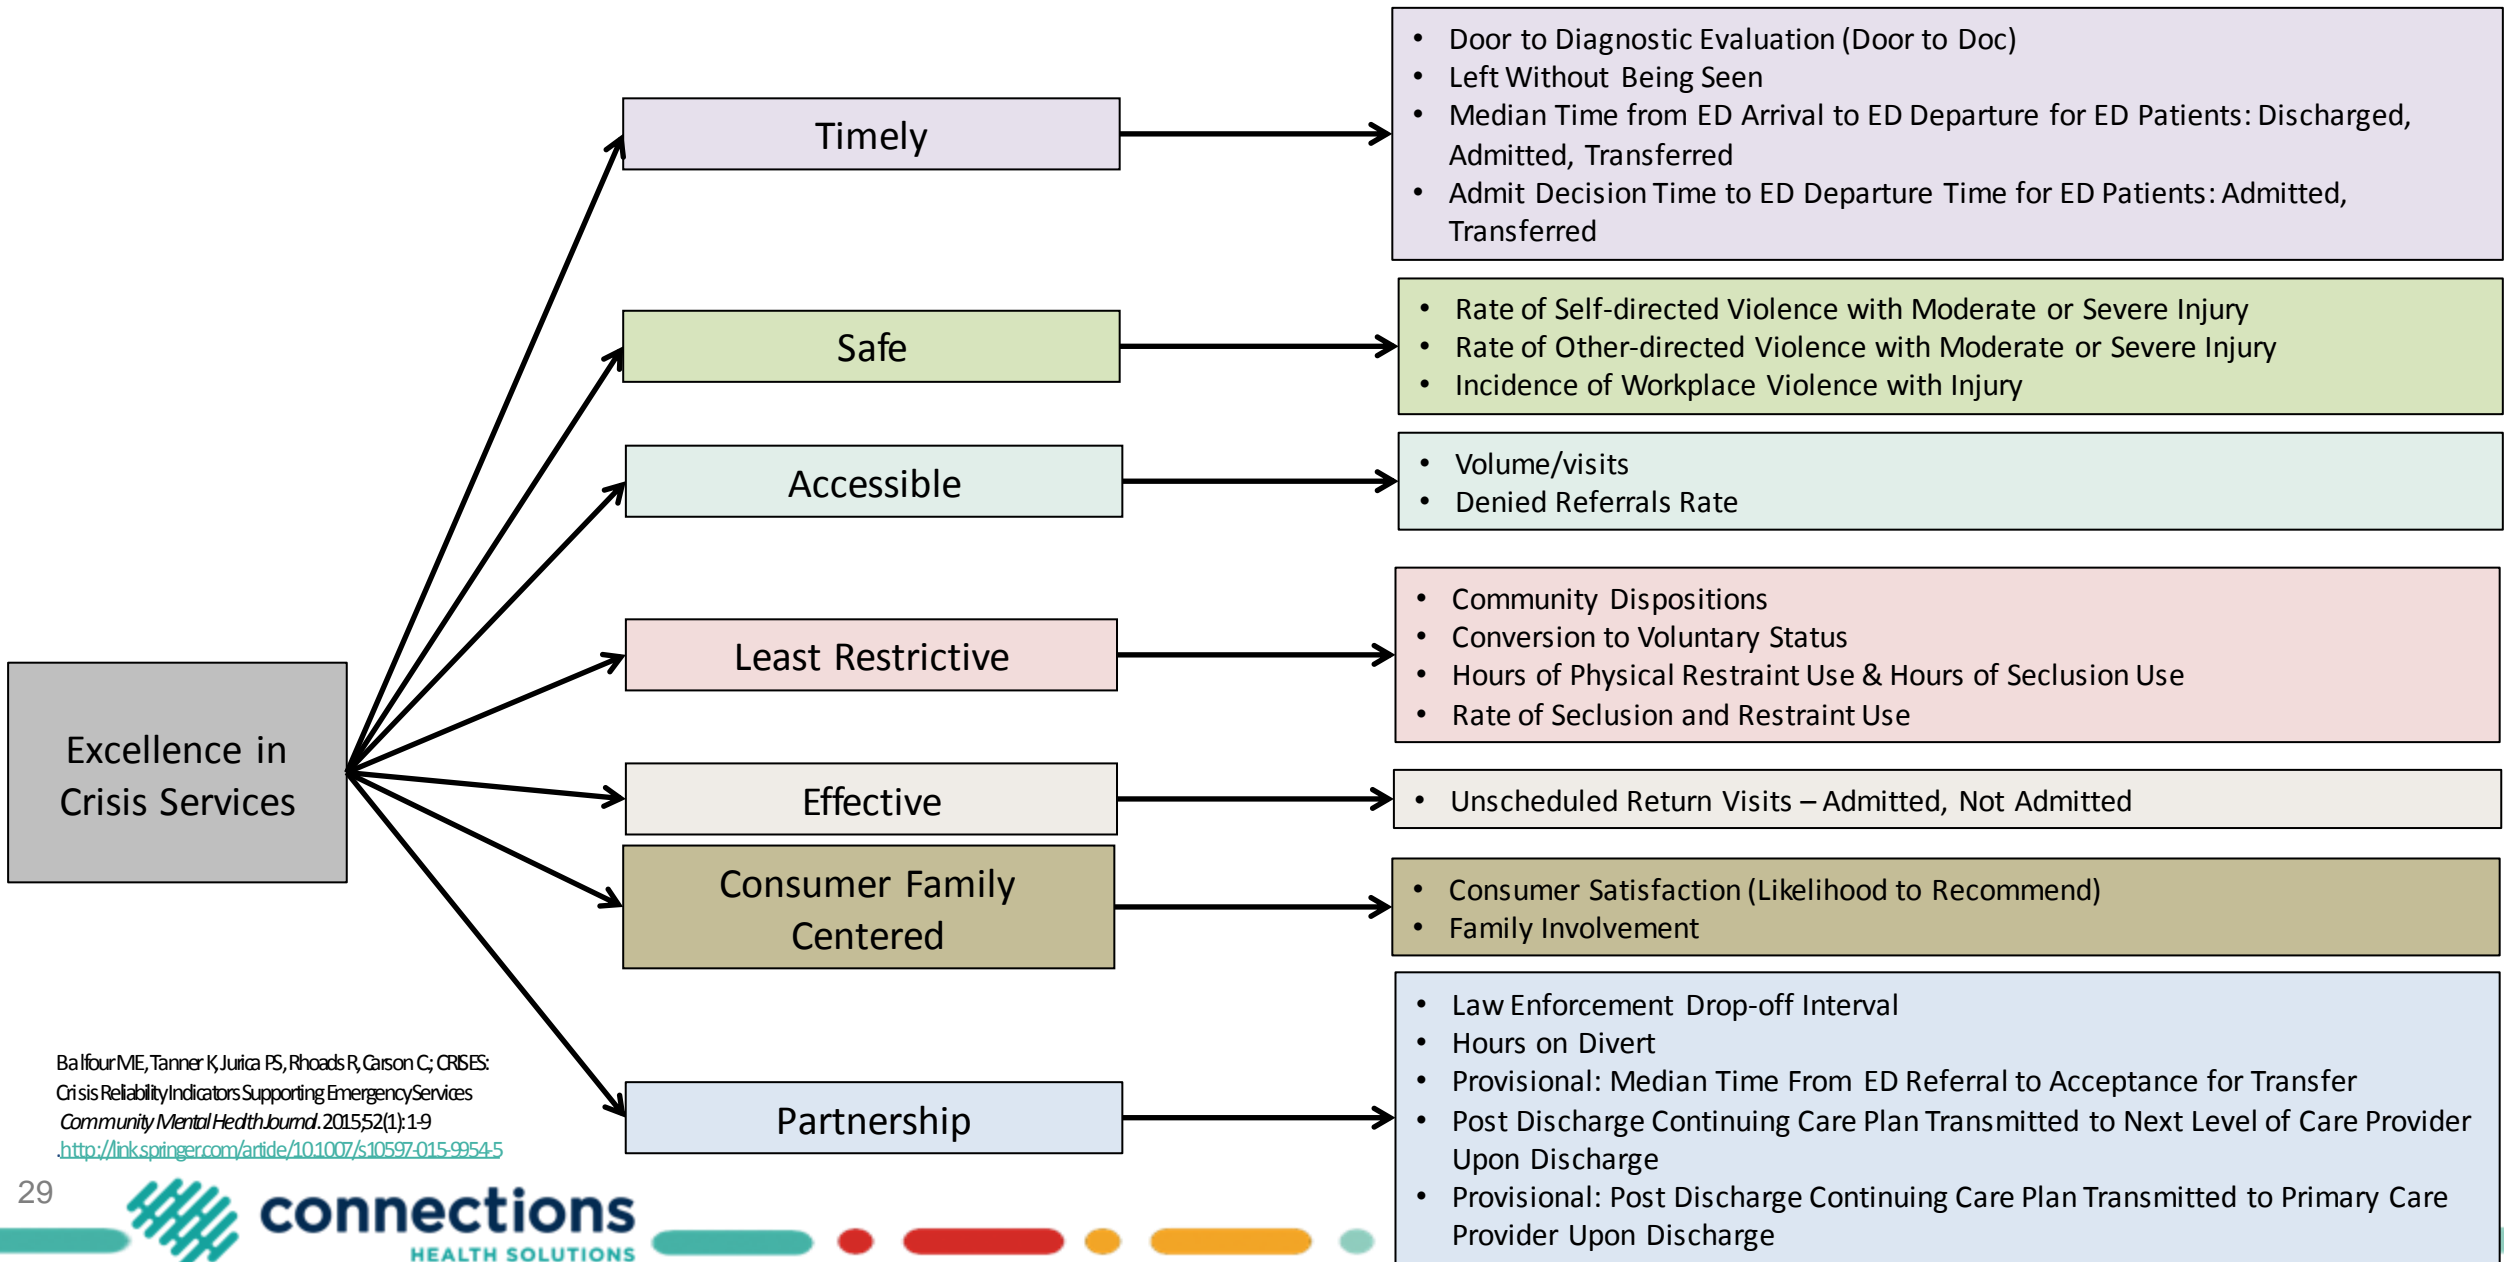 Excellence in
Crisis Services
Timely
• Door to Diagnostic Evaluation (Door to Doc)
• Left Without Being Seen
• Median Time from ED Arrival to ED Departure for ED Patients: Discharged,
Admitted, Transferred
• Admit Decision Time to ED Departure Time for ED Patients: Admitted,
Transferred
Safe
• Rate of Self-directed Violence with Moderate or Severe Injury
• Rate of Other-directed Violence with Moderate or Severe Injury
• Incidence of Workplace Violence with Injury
Accessible
• Volume/visits
• Denied Referrals Rate
Least Restrictive
• Community Dispositions
• Conversion to Voluntary Status
• Hours of Physical Restraint Use & Hours of Seclusion Use
• Rate of Seclusion and Restraint Use
Effective
• Unscheduled Return Visits – Admitted, Not Admitted
Consumer Family
Centered
• Consumer Satisfaction (Likelihood to Recommend)
• Family Involvement
Partnership
• Law Enforcement Drop-off Interval
• Hours on Divert
• Provisional: Median Time From ED Referral to Acceptance for Transfer
• Post Discharge Continuing Care Plan Transmitted to Next Level of Care Provider
Upon Discharge
• Provisional: Post Discharge Continuing Care Plan Transmitted to Primary Care
Provider Upon Discharge
Balfour ME, Tanner K, Jurica PS, Rhoads R, Carson C; CRISES:
Crisis Reliability Indicators Supporting Emergency Services
Community Mental Health Journal. 2015;52(1): 1-9
.http://link.springer.com/article/10.1007/s10597-015-9954-5
29
connections
HEALTH SOLUTIONS